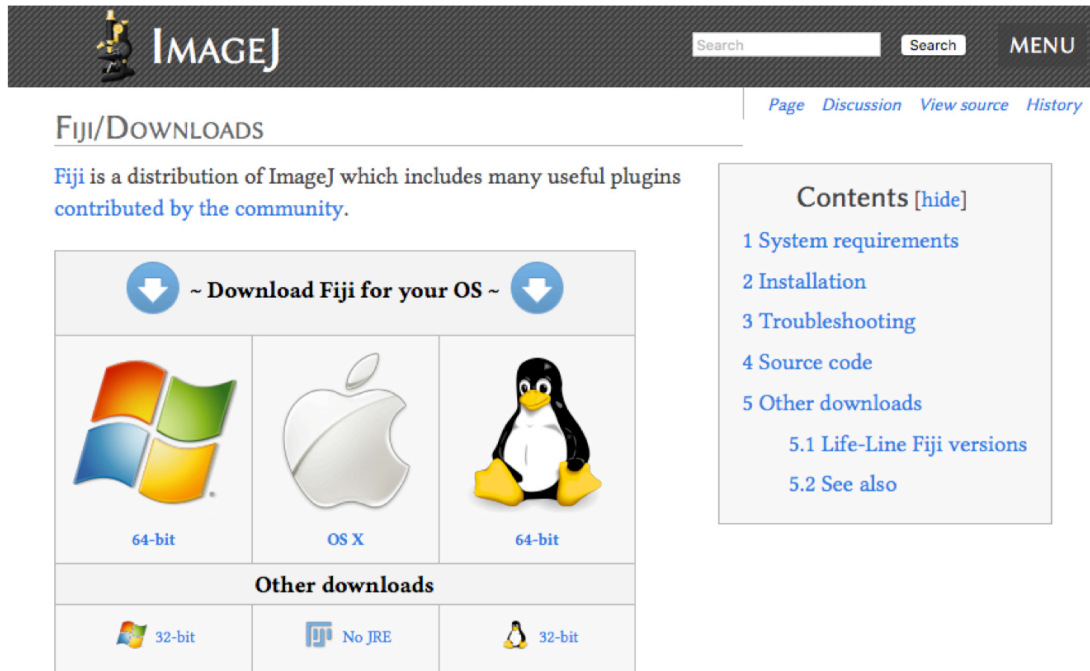 IMAGEJ
Search
Search
MENU
Page Discussion View source History
FIJI/DOWNLOADS
Fiji is a distribution of ImageJ which includes many useful plugins
contributed by the community.
~ Download Fiji for your OS ~
64-bit
OS X
64-bit
Other downloads
32-bit
No JRE
32-bit
Contents [hide]
1 System requirements
2 Installation
3 Troubleshooting
4 Source code
5 Other downloads
5.1 Life-Line Fiji versions
5.2 See also